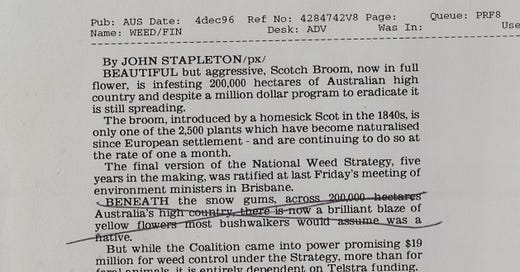 Pub: AUS Date: 4dec96 Ref No: 4284742V8 Page: Queue: PRF8
Name: WEED/FIN Desk: ADV Was In: Use
By JOHN STAPLETON/px/
BEAUTIFUL but aggressive, Scotch Broom, now in full
flower, is infesting 200,000 hectares of Australian high
country and despite a million dollar program to eradicate it
is still spreading.
The broom, introduced by a homesick Scot in the 1840s, is
only one of the 2,500 plants which have become naturalised
since European settlement - and are continuing to do so at
the rate of one a month.
The final version of the National Weed Strategy, five
years in the making, was ratified at last Friday's meeting of
environment ministers in Brisbane.
BENEATH the snow gums, across 200,000 hectares
Australia's high country, there is now a brilliant blaze of
yellow flowers most bushwalkers would assume was a
native.
But while the Coalition came into power promising $19
million for weed control under the Strategy, more than for
feral animals, it is entirely dependent on Telstra funding.